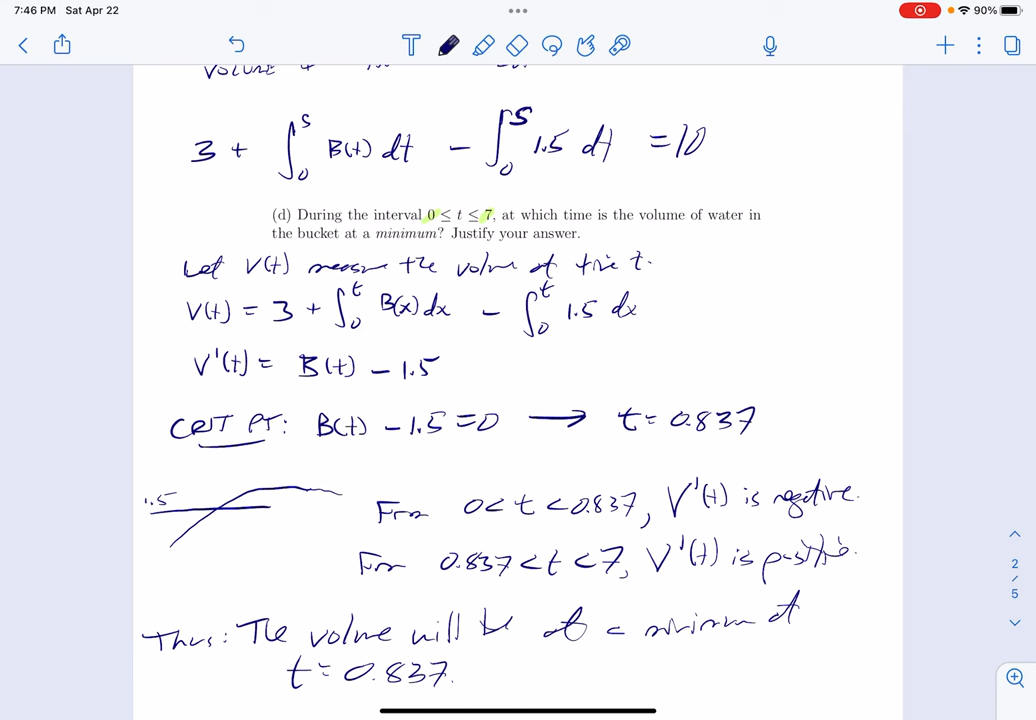 7:46 PM Sat Apr 22
90%
VOLUME
3 + ∫₀ˢ B(t) dt - ∫₀ˢ 1.5 dt = 10
(d) During the interval 0 ≤ t ≤ 7, at which time is the volume of water in
the bucket at a minimum? Justify your answer.
Let V(t) measure the volume at time t.
V(t) = 3 + ∫₀ᵗ B(x) dx - ∫₀ᵗ 1.5 dx
V'(t) = B(t) - 1.5
CRIT PT: B(t) - 1.5 = 0 → t = 0.837
1.5
From 0 < t < 0.837, V'(t) is negative.
For 0.837 < t < 7, V'(t) is positive.
Thus: The volume will be at a minimum at
t = 0.837.
2
/
5